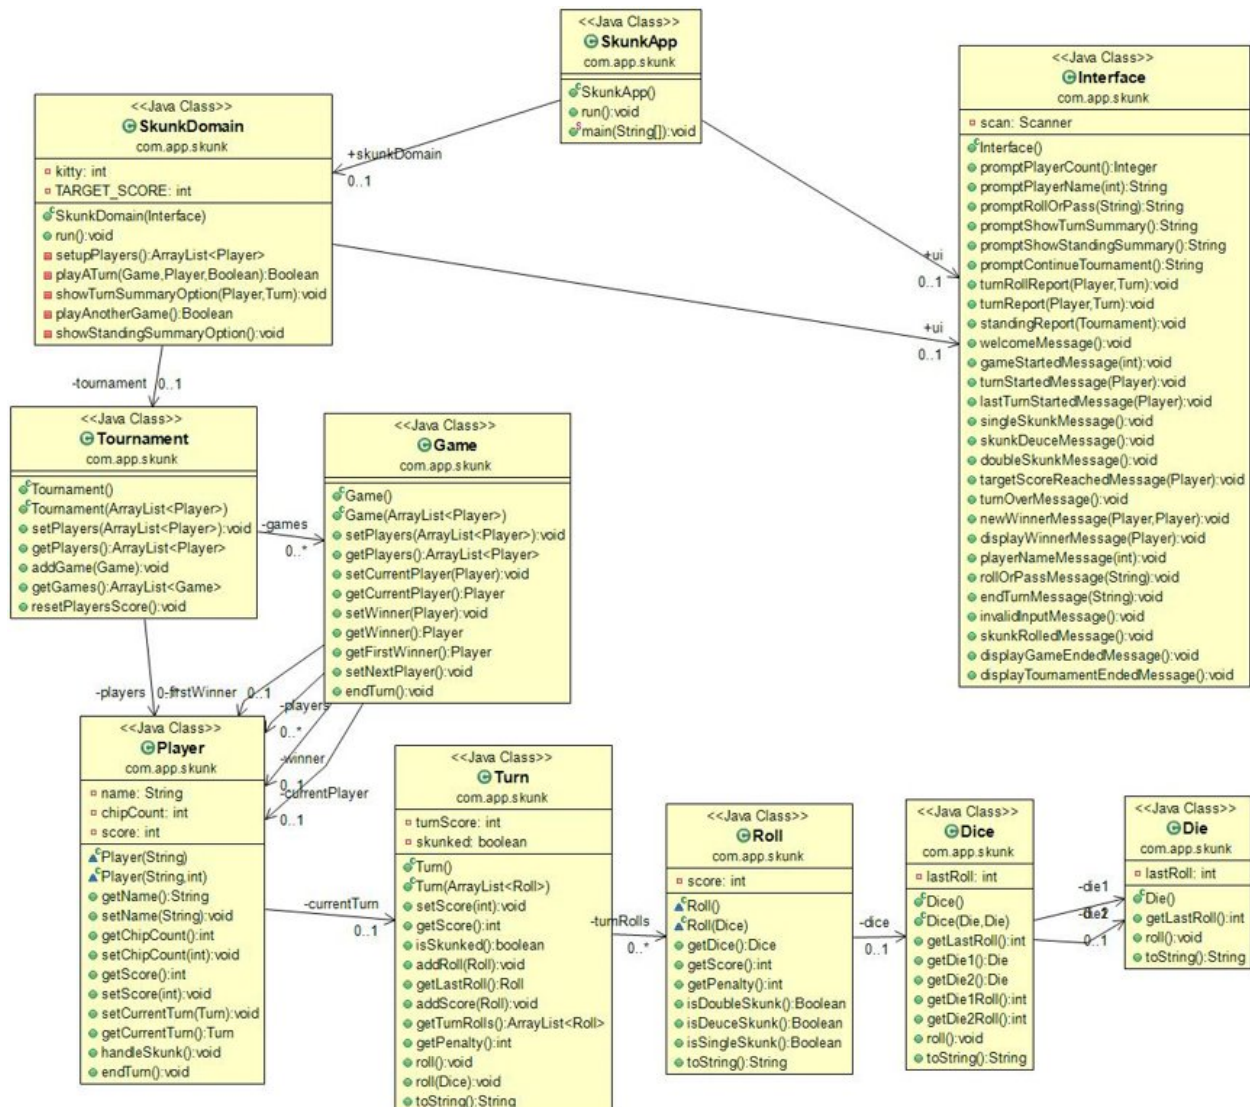 <<Java Class>>
SkunkApp
com.app.skunk
SkunkApp()
run():void
main(String[]):void
<<Java Class>>
Interface
com.app.skunk
scan: Scanner
Interface()
promptPlayerCount():Integer
promptPlayerName(int):String
promptRollOrPass(String):String
promptShowTurnSummary():String
promptShowStandingSummary():String
promptContinueTournament():String
turnRollReport(Player,Turn):void
turnReport(Player,Turn):void
standingReport(Tournament):void
welcomeMessage():void
gameStartedMessage(int):void
turnStartedMessage(Player):void
lastTurnStartedMessage(Player):void
singleSkunkMessage():void
skunkDeuceMessage():void
doubleSkunkMessage():void
targetScoreReachedMessage(Player):void
turnOverMessage():void
newWinnerMessage(Player,Player):void
displayWinnerMessage(Player):void
playerNameMessage(int):void
rollOrPassMessage(String):void
endTurnMessage(String):void
invalidInputMessage():void
skunkRolledMessage():void
displayGameEndedMessage():void
displayTournamentEndedMessage():void
<<Java Class>>
SkunkDomain
com.app.skunk
kitty: int
TARGET_SCORE: int
SkunkDomain(Interface)
run():void
setupPlayers():ArrayList<Player>
playATurn(Game,Player,Boolean):Boolean
showTurnSummaryOption(Player,Turn):void
playAnotherGame():Boolean
showStandingSummaryOption():void
+skunkDomain
0..1
+ui
0..1
+ui
0..1
-tournament
0..1
<<Java Class>>
Tournament
com.app.skunk
Tournament()
Tournament(ArrayList<Player>)
setPlayers(ArrayList<Player>):void
getPlayers():ArrayList<Player>
addGame(Game):void
getGames():ArrayList<Game>
resetPlayersScore():void
-games
0..*
<<Java Class>>
Game
com.app.skunk
Game()
Game(ArrayList<Player>)
setPlayers(ArrayList<Player>):void
getPlayers():ArrayList<Player>
setCurrentPlayer(Player):void
getCurrentPlayer():Player
setWinner(Player):void
getWinner():Player
getFirstWinner():Player
setNextPlayer():void
endTurn():void
-players
-firstWinner
0..1
-players
0..*
-winner
0..1
-currentPlayer
0..1
<<Java Class>>
Player
com.app.skunk
name: String
chipCount: int
score: int
Player(String)
Player(String,int)
getName():String
setName(String):void
getChipCount():int
setChipCount(int):void
getScore():int
setScore(int):void
setCurrentTurn(Turn):void
getCurrentTurn():Turn
handleSkunk():void
endTurn():void
-currentTurn
0..1
<<Java Class>>
Turn
com.app.skunk
turnScore: int
skunked: boolean
Turn()
Turn(ArrayList<Roll>)
setScore(int):void
getScore():int
isSkunked():boolean
addRoll(Roll):void
getLastRoll():Roll
addScore(Roll):void
getTurnRolls():ArrayList<Roll>
getPenalty():int
roll():void
roll(Dice):void
toString():String
-turnRolls
0..*
<<Java Class>>
Roll
com.app.skunk
score: int
Roll()
Roll(Dice)
getDice():Dice
getScore():int
getPenalty():int
isDoubleSkunk():Boolean
isDeuceSkunk():Boolean
isSingleSkunk():Boolean
toString():String
-dice
0..1
<<Java Class>>
Dice
com.app.skunk
lastRoll: int
Dice()
Dice(Die,Die)
getLastRoll():int
getDie1():Die
getDie2():Die
getDie1Roll():int
getDie2Roll():int
roll():void
toString():String
-die1
0..1
<<Java Class>>
Die
com.app.skunk
lastRoll: int
Die()
getLastRoll():int
roll():void
toString():String